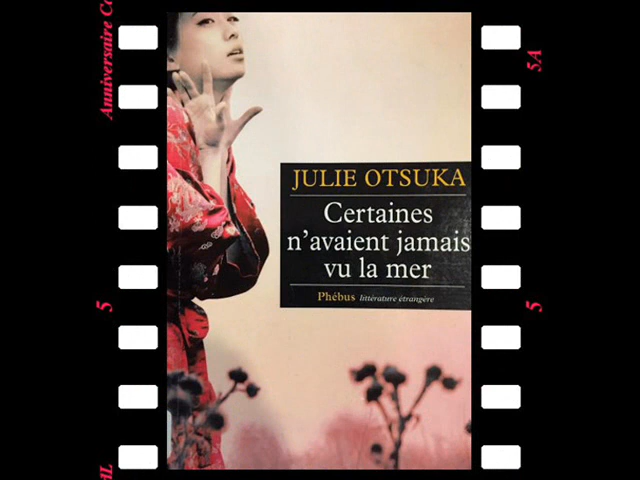 Anniversaire
5A
JULIE OTSUKA
Certaines
n'avaient jamais
vu la mer
Phébus littérature étrangère
5
5